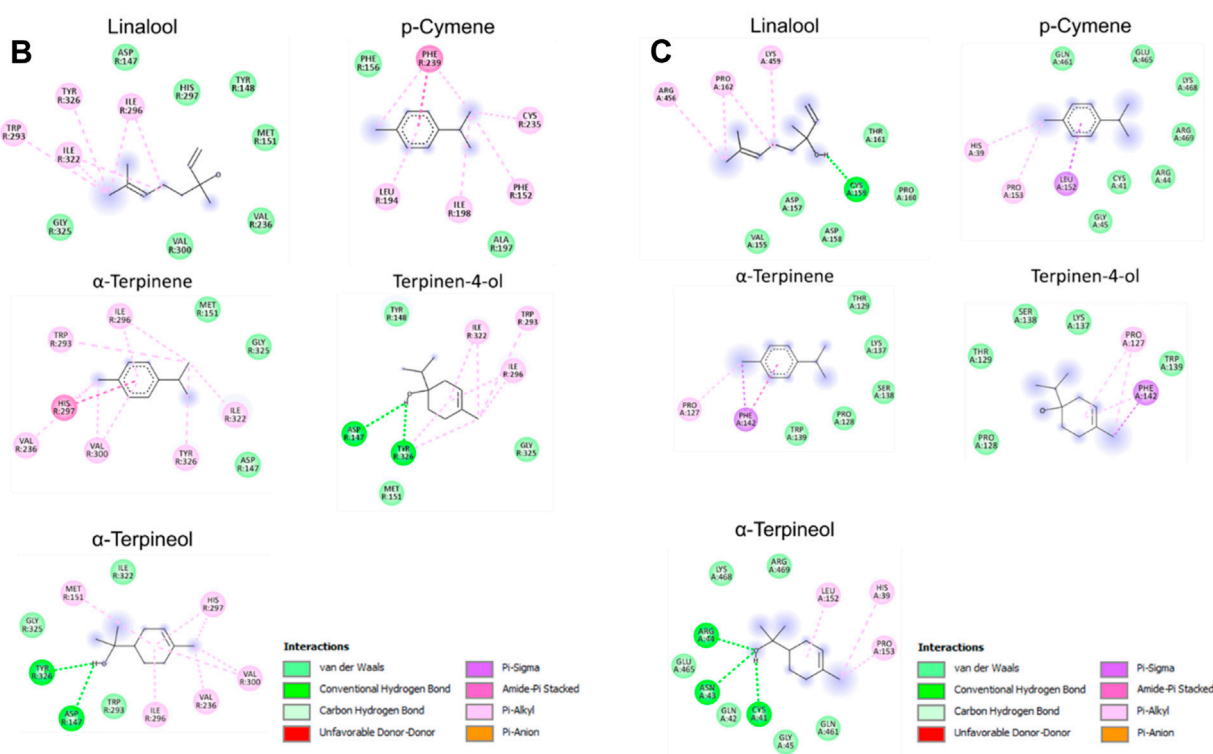 B
Linalool
ASP
R:147
TYR
R:326
ILE
R:296
HIS
R:297
TYR
R:148
TRP
R:293
ILE
R:322
MET
R:151
GLY
R:325
VAL
R:300
VAL
R:236
p-Cymene
PHE
R:156
PHE
R:239
CYS
R:235
LEU
R:194
ILE
R:198
PHE
R:152
ALA
R:197
α-Terpinene
ILE
R:296
MET
R:151
TRP
R:293
GLY
R:325
HIS
R:297
ILE
R:322
VAL
R:236
VAL
R:300
TYR
R:326
ASP
R:147
Terpinen-4-ol
TYR
R:148
ILE
R:322
TRP
R:293
ILE
R:296
ASP
R:147
TYR
R:326
GLY
R:325
MET
R:151
α-Terpineol
ILE
R:322
MET
R:151
HIS
R:297
GLY
R:325
TYR
R:326
H
O
VAL
R:300
ASP
R:147
TRP
R:293
ILE
R:296
VAL
R:236
Interactions
van der Waals
Conventional Hydrogen Bond
Carbon Hydrogen Bond
Unfavorable Donor-Donor
Pi-Sigma
Amide-Pi Stacked
Pi-Alkyl
Pi-Anion
C
Linalool
LYS
A:459
PRO
A:162
ARG
A:456
THR
A:161
CYS
A:159
PRO
A:160
ASP
A:157
ASP
A:158
VAL
A:155
p-Cymene
GLN
A:461
GLU
A:465
LYS
A:468
ARG
A:469
HIS
A:39
LEU
A:152
CYS
A:41
ARG
A:44
PRO
A:153
GLY
A:45
α-Terpinene
THR
A:129
LYS
A:137
SER
A:138
PRO
A:127
PHE
A:142
PRO
A:128
TRP
A:139
Terpinen-4-ol
SER
A:138
LYS
A:137
PRO
A:127
THR
A:129
TRP
A:139
PHE
A:142
PRO
A:128
α-Terpineol
LYS
A:468
ARG
A:469
LEU
A:152
HIS
A:39
ARG
A:44
PRO
A:153
GLU
A:465
ASN
A:43
GLN
A:42
CYS
A:41
GLY
A:45
GLN
A:461
Interactions
van der Waals
Conventional Hydrogen Bond
Carbon Hydrogen Bond
Unfavorable Donor-Donor
Pi-Sigma
Amide-Pi Stacked
Pi-Alkyl
Pi-Anion